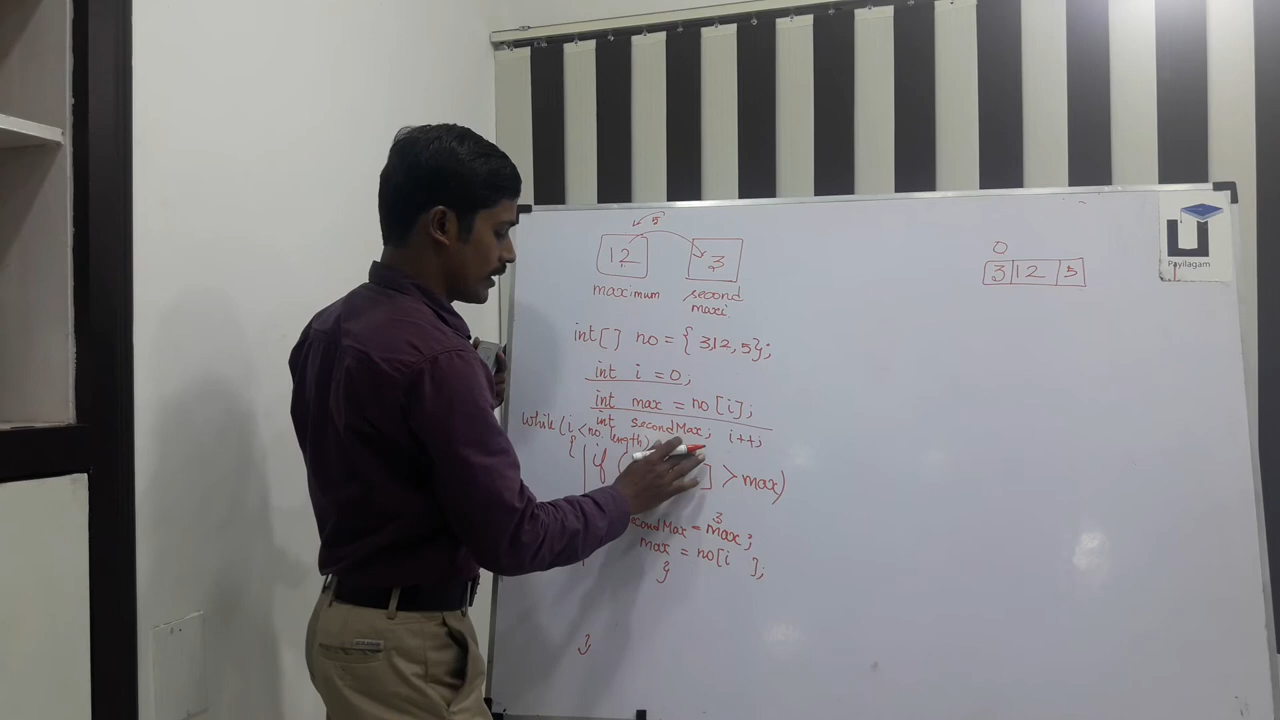 5
12 3
maximum second
maxi.
int[] no = { 3,12, 5};
int i = 0;
int max = no[i];
int secondMax; i++;
while(i < no. length)
{
if ( ] > max)
3
secondMax = max;
max = no[i ];
}
}
0
3 12 5
Payilagam